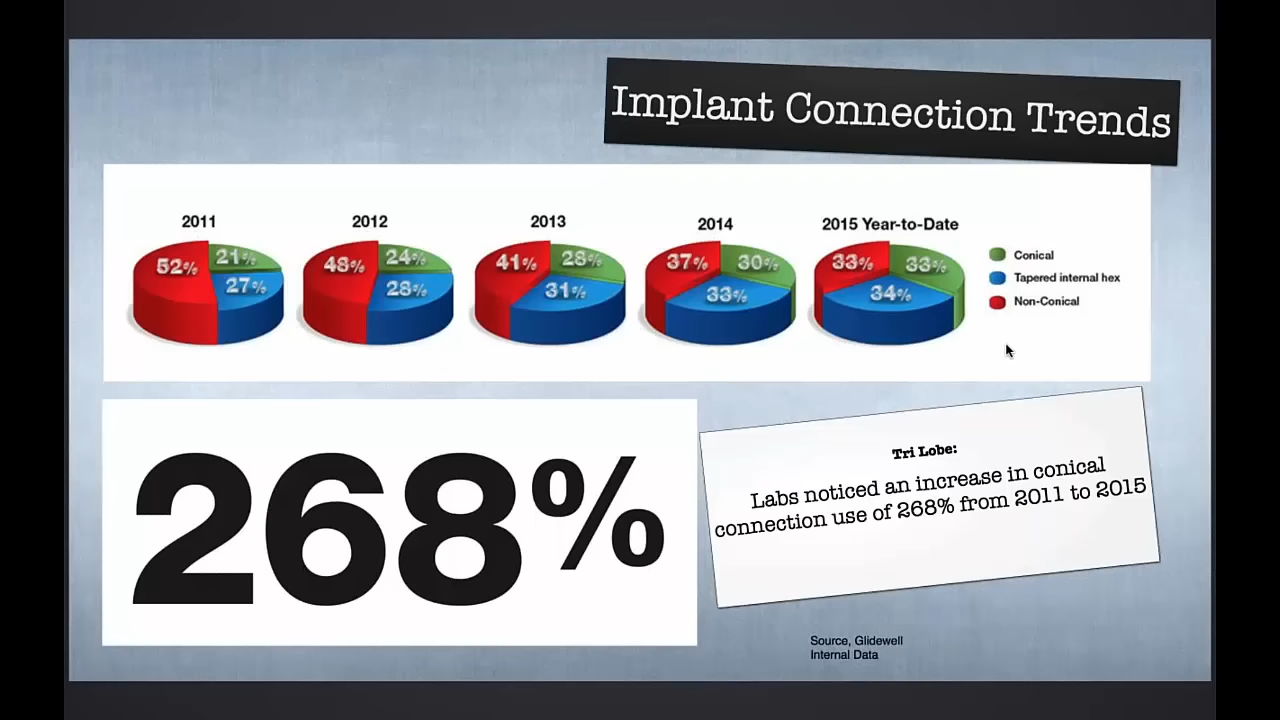 Implant Connection Trends
2011
2012
2013
2014
2015 Year-to-Date
52% 21% 27%
48% 24% 28%
41% 28% 31%
37% 30% 33%
33% 33% 34%
Conical
Tapered internal hex
Non-Conical
268%
Tri Lobe:
Labs noticed an increase in conical
connection use of 268% from 2011 to 2015
Source, Glidewell
Internal Data